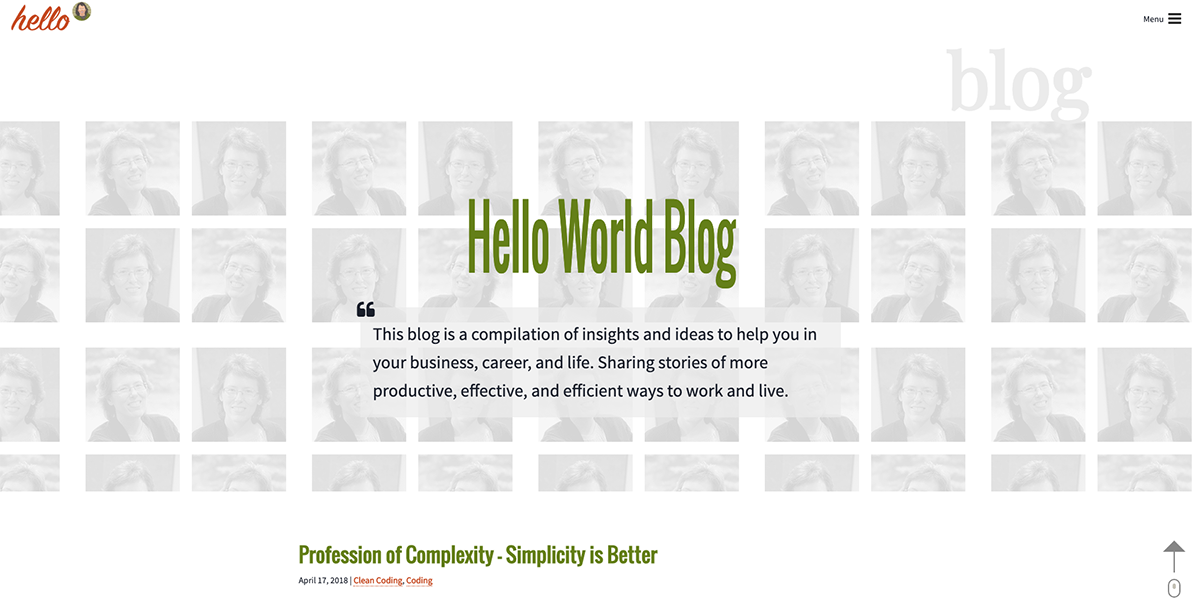 hello
Menu
blog
Hello World Blog
“
This blog is a compilation of insights and ideas to help you in
your business, career, and life. Sharing stories of more
productive, effective, and efficient ways to work and live.
Profession of Complexity - Simplicity is Better
April 17, 2018 | Clean Coding, Coding